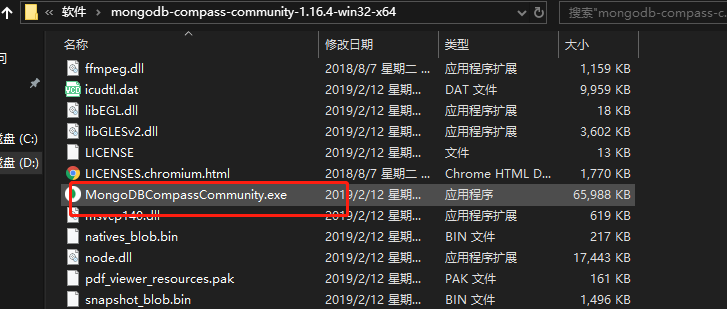 软件 › mongodb-compass-community-1.16.4-win32-x64 搜索"mongodb-compass-c...
名称 修改日期 类型 大小
ffmpeg.dll 2018/8/7 星期二 ... 应用程序扩展 1,159 KB
icudtl.dat 2019/2/12 星期... DAT 文件 9,959 KB
libEGL.dll 2019/2/12 星期... 应用程序扩展 18 KB
磁盘 (C:) libGLESv2.dll 2019/2/12 星期... 应用程序扩展 3,602 KB
磁盘 (D:) LICENSE 2019/2/12 星期... 文件 13 KB
LICENSES.chromium.html 2018/8/7 星期二 ... Chrome HTML D... 1,770 KB
MongoDBCompassCommunity.exe 2019/2/12 星期... 应用程序 65,988 KB
msvcp140.dll 2019/2/12 星期... 应用程序扩展 619 KB
natives_blob.bin 2019/2/12 星期... BIN 文件 217 KB
node.dll 2019/2/12 星期... 应用程序扩展 17,443 KB
pdf_viewer_resources.pak 2019/2/12 星期... PAK 文件 161 KB
snapshot_blob.bin 2019/2/12 星期... BIN 文件 1,496 KB